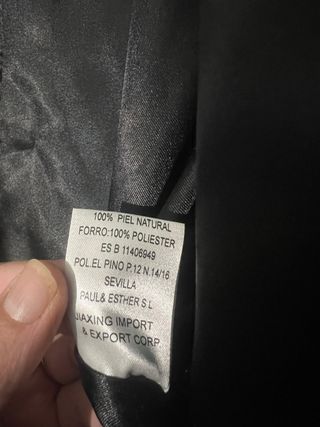 100% PIEL NATURAL
FORRO:100% POLIESTER
ES B 11406949
POL.EL PINO P.12 N.14/16
SEVILLA
PAUL& ESTHER S L
JIAXING IMPORT
& EXPORT CORP